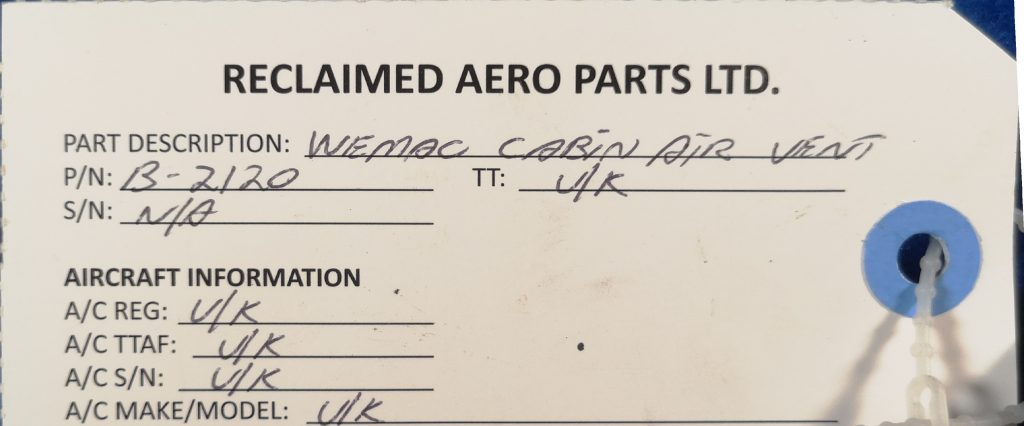 RECLAIMED AERO PARTS LTD.
PART DESCRIPTION: WEMAC CABIN AIR VENT
P/N: B-2120 TT: U/K
S/N: N/A
AIRCRAFT INFORMATION
A/C REG: U/K
A/C TTAF: U/K
A/C S/N: U/K
A/C MAKE/MODEL: U/K